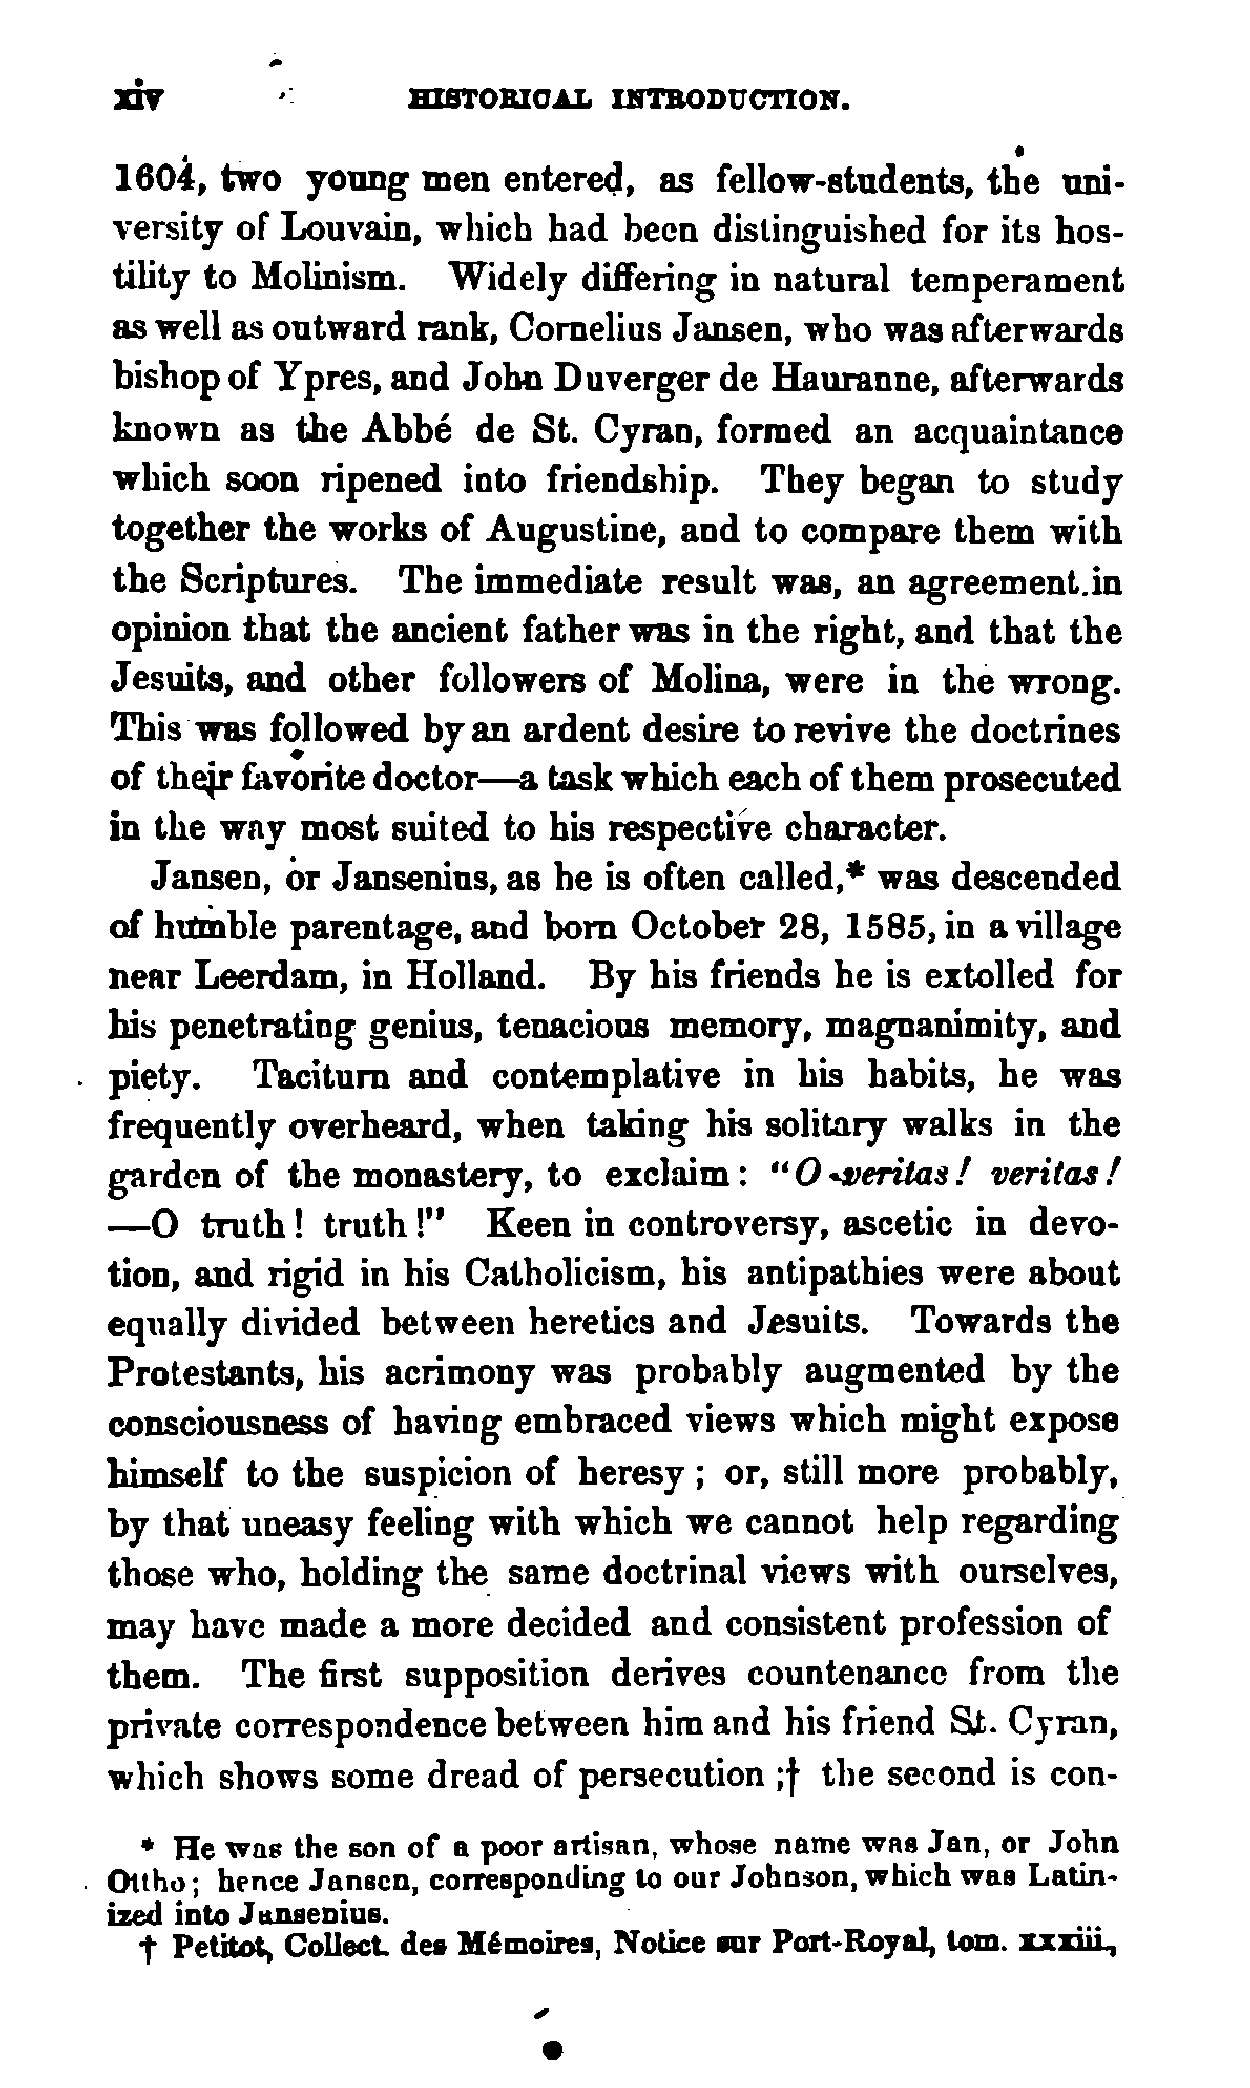 xiv HISTORICAL INTRODUCTION.
1604, two young men entered, as fellow-students, the uni-
versity of Louvain, which had been distinguished for its hos-
tility to Molinism. Widely differing in natural temperament
as well as outward rank, Cornelius Jansen, who was afterwards
bishop of Ypres, and John Duverger de Hauranne, afterwards
known as the Abbé de St. Cyran, formed an acquaintance
which soon ripened into friendship. They began to study
together the works of Augustine, and to compare them with
the Scriptures. The immediate result was, an agreement in
opinion that the ancient father was in the right, and that the
Jesuits, and other followers of Molina, were in the wrong.
This was followed by an ardent desire to revive the doctrines
of their favorite doctor—a task which each of them prosecuted
in the way most suited to his respective character.
Jansen, or Jansenius, as he is often called,* was descended
of humble parentage, and born October 28, 1585, in a village
near Leerdam, in Holland. By his friends he is extolled for
his penetrating genius, tenacious memory, magnanimity, and
piety. Taciturn and contemplative in his habits, he was
frequently overheard, when taking his solitary walks in the
garden of the monastery, to exclaim: "O veritas! veritas!
—O truth! truth!" Keen in controversy, ascetic in devo-
tion, and rigid in his Catholicism, his antipathies were about
equally divided between heretics and Jesuits. Towards the
Protestants, his acrimony was probably augmented by the
consciousness of having embraced views which might expose
himself to the suspicion of heresy; or, still more probably,
by that uneasy feeling with which we cannot help regarding
those who, holding the same doctrinal views with ourselves,
may have made a more decided and consistent profession of
them. The first supposition derives countenance from the
private correspondence between him and his friend St. Cyran,
which shows some dread of persecution;† the second is con-
* He was the son of a poor artisan, whose name was Jan, or John
Ottho; hence Jansen, corresponding to our Johnson, which was Latin-
ized into Jansenius.
† Petitot, Collect. des Mémoires, Notice sur Port-Royal, tom. xxxiii.,